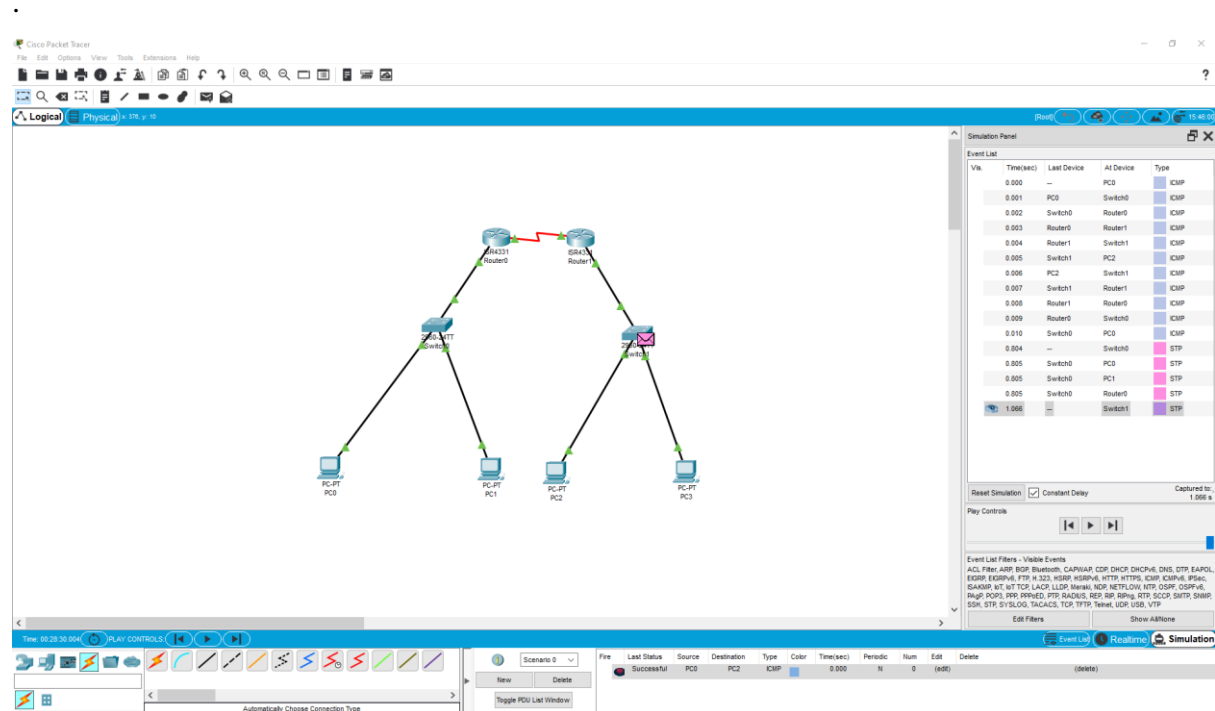 .
Cisco Packet Tracer
File Edit Options View Tools Extensions Help
?
Logical Physical x: 378, y: 10 [Root] 15:46:00
Simulation Panel
Event List
Vis. Time(sec) Last Device At Device Type
0.000 -- PC0 ICMP
0.001 PC0 Switch0 ICMP
0.002 Switch0 Router0 ICMP
0.003 Router0 Router1 ICMP
0.004 Router1 Switch1 ICMP
0.005 Switch1 PC2 ICMP
0.006 PC2 Switch1 ICMP
0.007 Switch1 Router1 ICMP
0.008 Router1 Router0 ICMP
0.009 Router0 Switch0 ICMP
0.010 Switch0 PC0 ICMP
0.804 -- Switch0 STP
0.805 Switch0 PC0 STP
0.805 Switch0 PC1 STP
0.805 Switch0 Router0 STP
1.066 -- Switch1 STP
ISR4331
Router0
ISR4331
Router1
Switch0
PC-PT
PC0
PC-PT
PC1
PC-PT
PC2
PC-PT
PC3
Reset Simulation Constant Delay
Captured to:
1.066 s
Play Controls
Event List Filters - Visible Events
ACL Filter, ARP, BGP, Bluetooth, CAPWAP, CDP, DHCP, DHCPv6, DNS, DTP, EAPOL,
EIGRP, EIGRPv6, FTP, H.323, HSRP, HSRPv6, HTTP, HTTPS, ICMP, ICMPv6, IPSec,
ISAKMP, IoT, IoT TCP, LACP, LLDP, Meraki, NDP, NETFLOW, NTP, OSPF, OSPFv6,
PAgP, POP3, PPP, PPPoED, PTP, RADIUS, REP, RIP, RIPng, RTP, SCCP, SMTP, SNMP,
SSH, STP, SYSLOG, TACACS, TCP, TFTP, Telnet, UDP, USB, VTP
Edit Filters Show All/None
Time: 00:28:30.004 PLAY CONTROLS: Event List Realtime Simulation
Scenario 0
New Delete
Toggle PDU List Window
Fire Last Status Source Destination Type Color Time(sec) Periodic Num Edit Delete
Successful PC0 PC2 ICMP 0.000 N 0 (edit) (delete)
Automatically Choose Connection Type